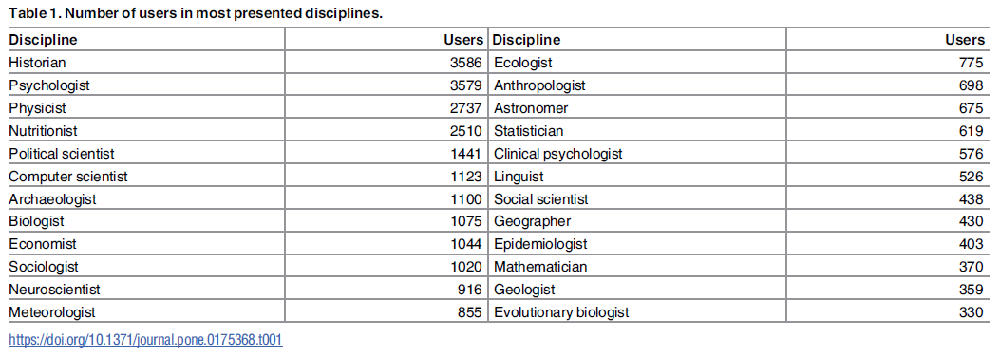 Table 1. Number of users in most presented disciplines.
Discipline Users Discipline Users
Historian 3586 Ecologist 775
Psychologist 3579 Anthropologist 698
Physicist 2737 Astronomer 675
Nutritionist 2510 Statistician 619
Political scientist 1441 Clinical psychologist 576
Computer scientist 1123 Linguist 526
Archaeologist 1100 Social scientist 438
Biologist 1075 Geographer 430
Economist 1044 Epidemiologist 403
Sociologist 1020 Mathematician 370
Neuroscientist 916 Geologist 359
Meteorologist 855 Evolutionary biologist 330
https://doi.org/10.1371/journal.pone.0175368.t001